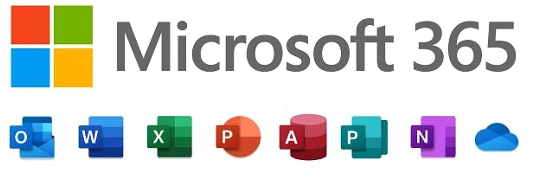 Microsoft 365
O W X P A P N